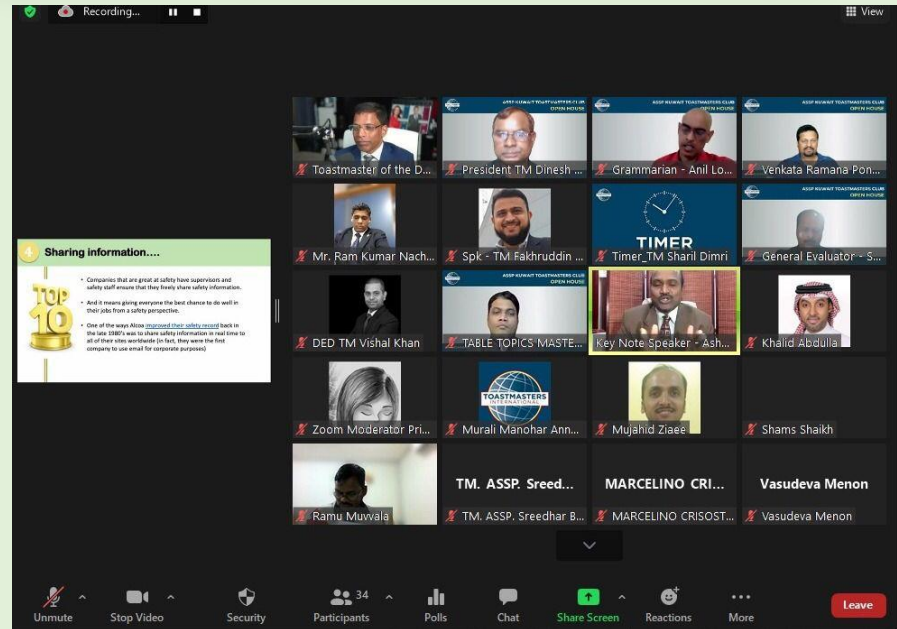 Recording...
View
4 Sharing information....
TOP
10
• Companies that are great at safety have supervisors and
safety staff ensure that they freely share safety information.
• And it means giving everyone the best chance to do well in
their jobs from a safety perspective.
• One of the ways Alcoa improved their safety record back in
the late 1980's was to share safety information in real time to
all of their sites worldwide (in fact, they were the first
company to use email for corporate purposes)
Toastmaster of the D...
ASSP KUWAIT TOASTMASTERS CLUB
OPEN HOUSE
President TM Dinesh ...
ASSP KUWAIT TOASTMASTERS CLUB
OPEN HOUSE
Grammarian - Anil Lo...
ASSP KUWAIT TOASTMASTERS CLUB
OPEN HOUSE
Venkata Ramana Pon...
Mr. Ram Kumar Nach...
Spk - TM Fakhruddin ...
TIMER
Timer_TM Sharil Dimri
ASSP KUWAIT TOASTMASTERS CLUB
OPEN HOUSE
General Evaluator - S...
DED TM Vishal Khan
ASSP KUWAIT TOASTMASTERS CLUB
OPEN HOUSE
TABLE TOPICS MASTE...
Key Note Speaker - Ash...
Khalid Abdulla
Zoom Moderator Pri...
TOASTMASTERS
INTERNATIONAL
Murali Manohar Ann...
Mujahid Ziaee
Shams Shaikh
Ramu Muvvala
TM. ASSP. Sreed...
TM. ASSP. Sreedhar B...
MARCELINO CRI...
MARCELINO CRISOST...
Vasudeva Menon
Vasudeva Menon
Unmute
Stop Video
Security
34
Participants
Polls
Chat
Share Screen
Reactions
More
Leave